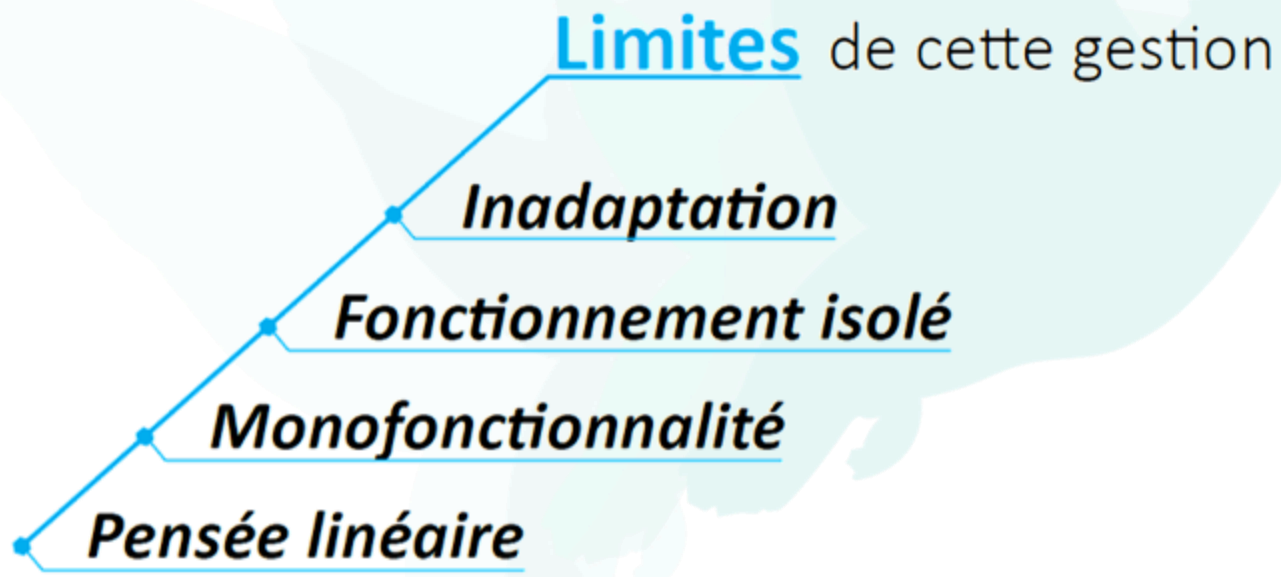 Limites de cette gestion
Inadaptation
Fonctionnement isolé
Monofonctionnalité
Pensée linéaire